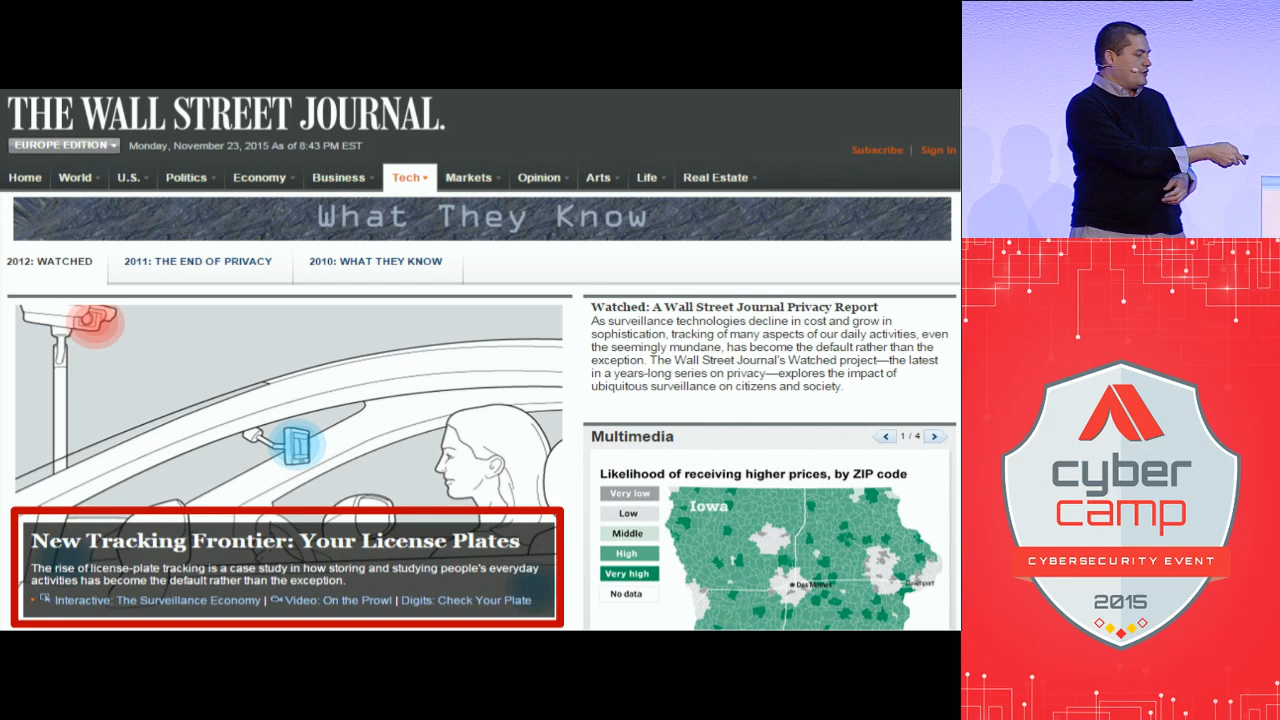 THE WALL STREET JOURNAL.
EUROPE EDITION Monday, November 23, 2015 As of 8:43 PM EST
Subscribe | Sign In
Home World U.S. Politics Economy Business Tech Markets Opinion Arts Life Real Estate
What They Know
2012: WATCHED 2011: THE END OF PRIVACY 2010: WHAT THEY KNOW
New Tracking Frontier: Your License Plates
The rise of license-plate tracking is a case study in how storing and studying people's everyday
activities has become the default rather than the exception.
Interactive: The Surveillance Economy | Video: On the Prowl | Digits: Check Your Plate
Watched: A Wall Street Journal Privacy Report
As surveillance technologies decline in cost and grow in
sophistication, tracking of many aspects of our daily activities, even
the seemingly mundane, has become the default rather than the
exception. The Wall Street Journal's Watched project—the latest
in a years-long series on privacy—explores the impact of
ubiquitous surveillance on citizens and society.
Multimedia
1 / 4
Likelihood of receiving higher prices, by ZIP code
Very low
Low
Middle
High
Very high
No data
Iowa
Des Moines
Davenport
cyber
camp
CYBERSECURITY EVENT
2015